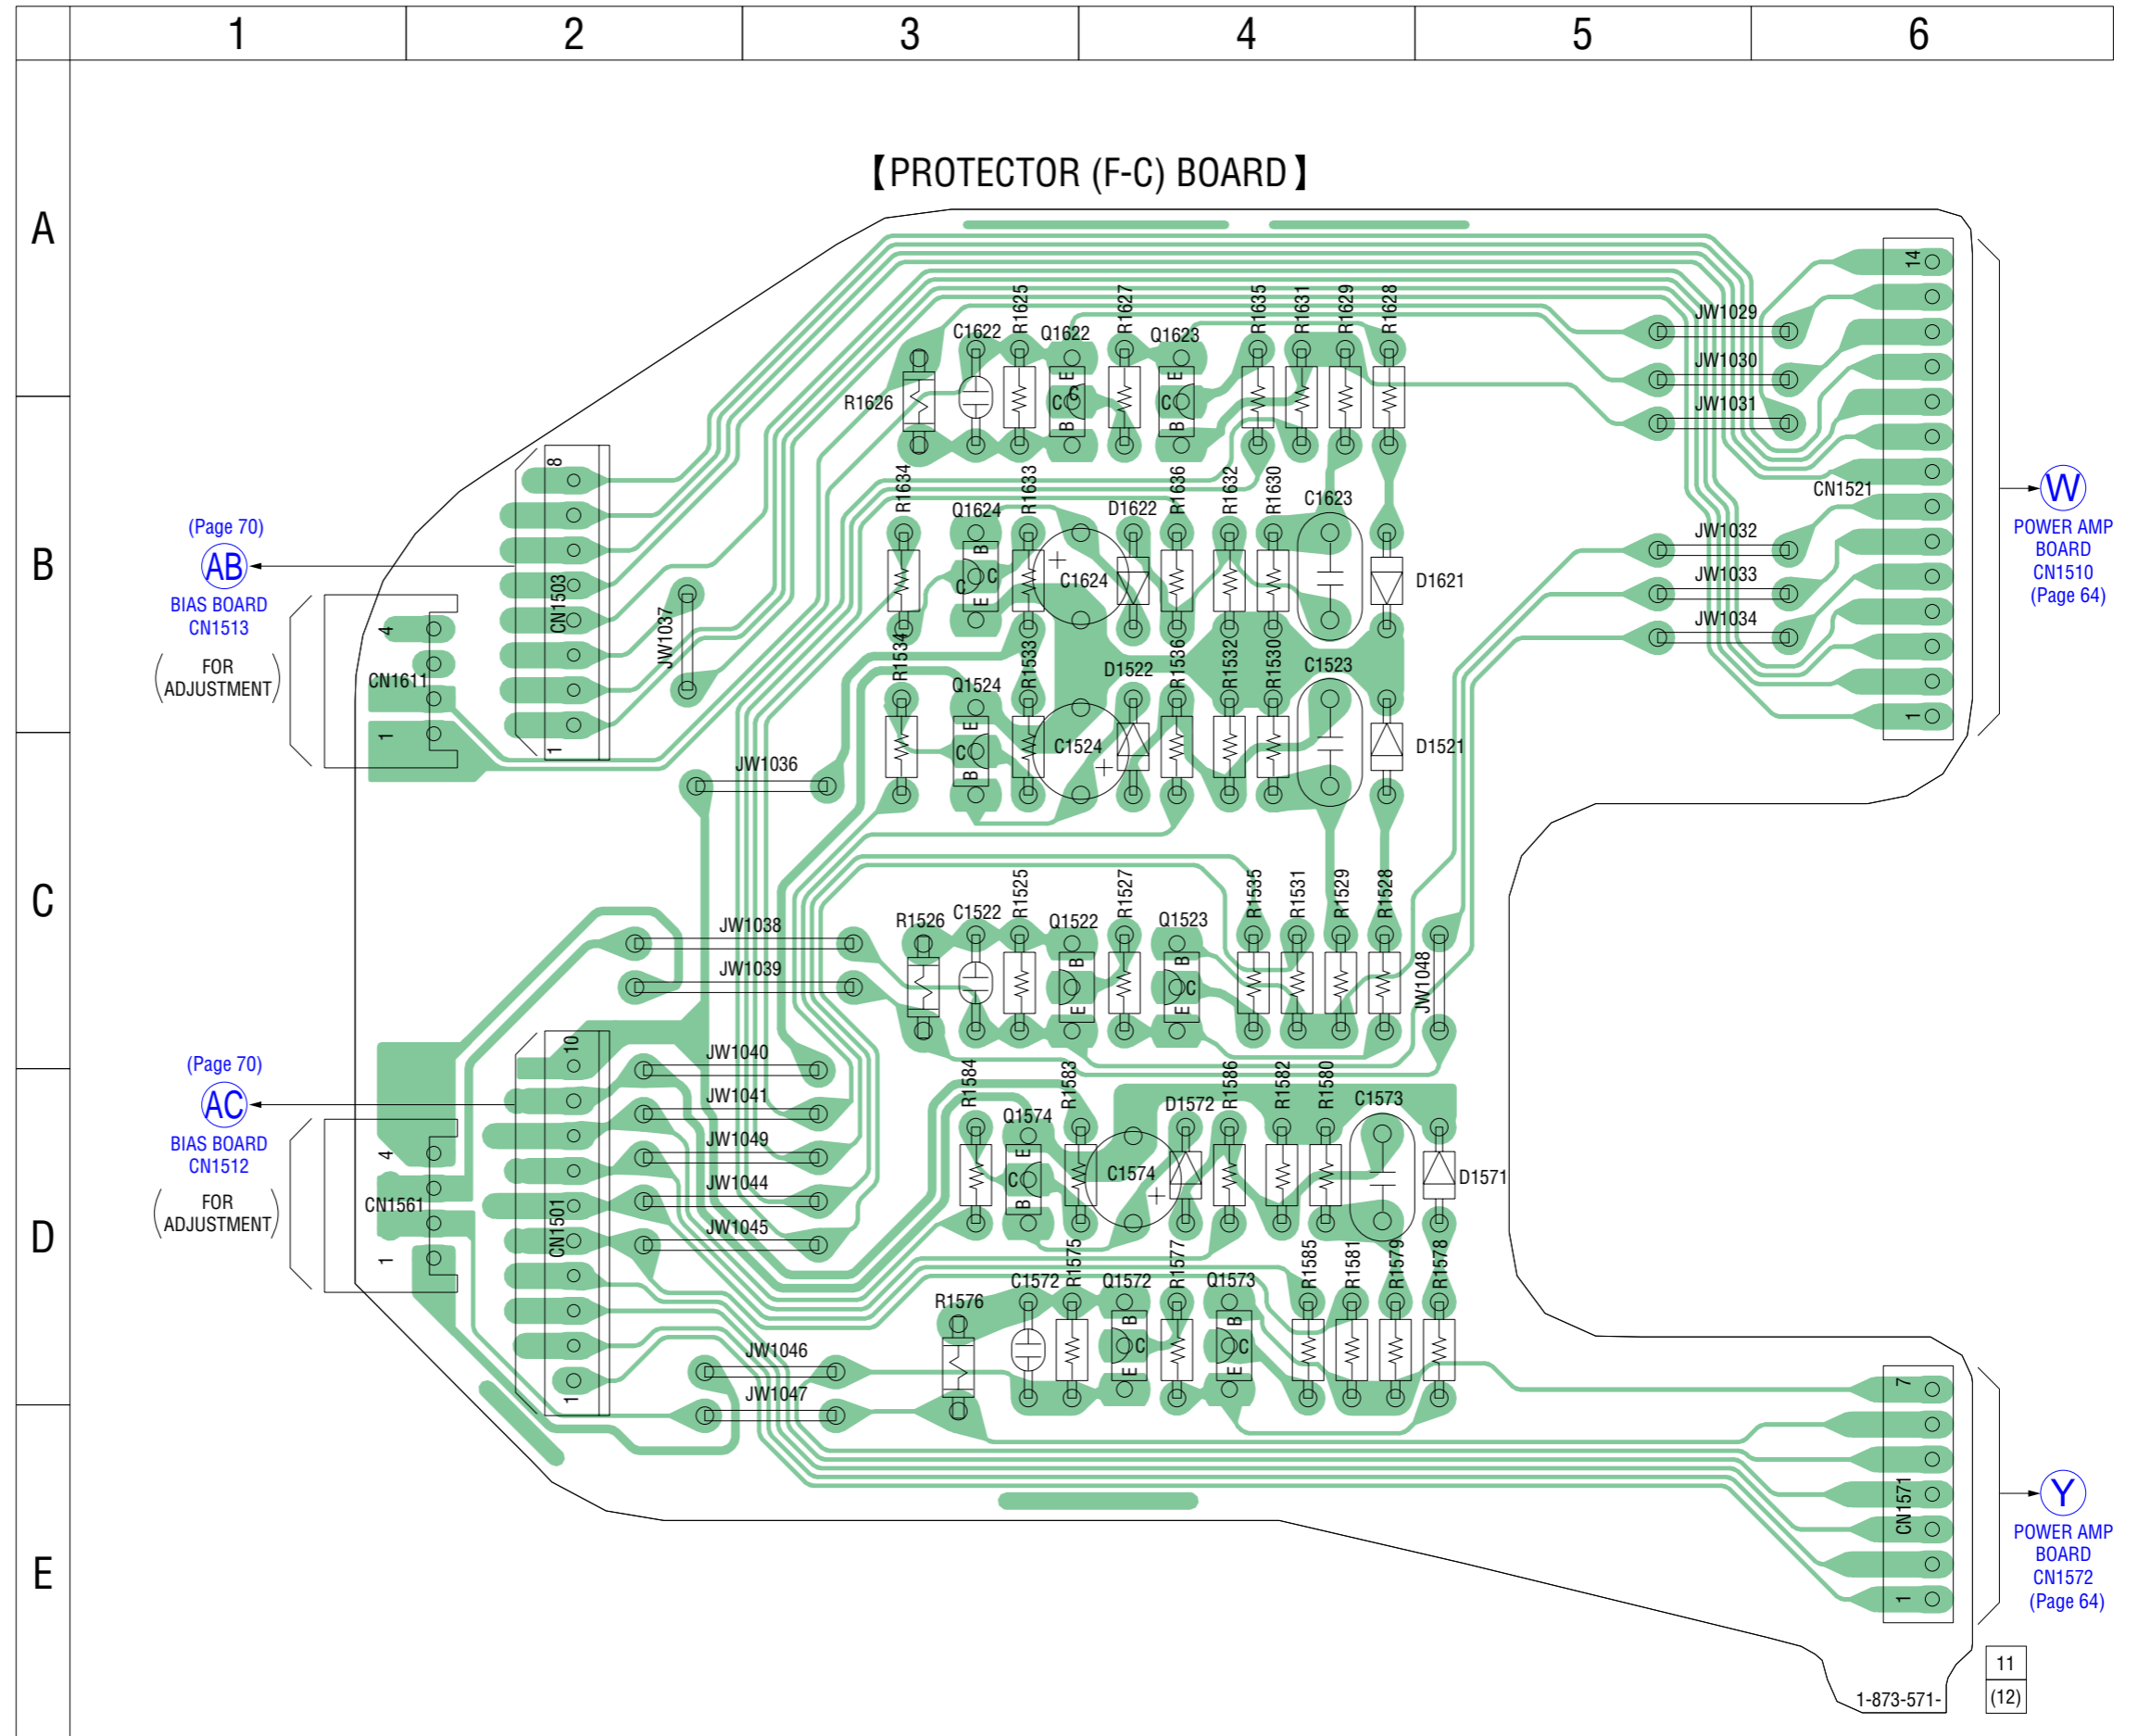 1 2 3 4 5 6
A
【PROTECTOR (F-C) BOARD】
14
R1625 R1627 R1635 R1631 R1629 R1628
C1622 Q1622 Q1623
JW1029
JW1030
E E
R1626 C C C C
JW1031
B B
8
R1634 R1633 R1636 R1632 R1630
CN1521
Q1624 D1622 C1623
W
(Page 70)
POWER AMP
BOARD
CN1510
(Page 64)
JW1032
B
AB
B
+
C C C1624 D1621
JW1033
BIAS BOARD
CN1513
CN1503
E
JW1034
4
JW1037
FOR
ADJUSTMENT
CN1611
R1534 R1533 D1522 R1536 R1532 R1530 C1523
Q1524
1
1
1
E
C C1524 D1521
B +
JW1036
C
R1525 R1527 R1535 R1531 R1529 R1528
R1526 C1522 Q1522 Q1523
JW1038
JW1039
B B
C
E E
JW1048
10
JW1040
(Page 70)
AC
BIAS BOARD
CN1512
R1584 R1583 R1586 R1582 R1580
JW1041
Q1574 D1572 C1573
4
JW1049
E
C C1574 D1571
FOR
ADJUSTMENT
CN1561
JW1044
B +
D
CN1501
JW1045
1
R1575 R1577 R1585 R1581 R1579 R1578
C1572 Q1572 Q1573
R1576
B B
JW1046
C C
E E
7
1
JW1047
Y
CN1571
POWER AMP
BOARD
CN1572
(Page 64)
E
1
11
1-873-571-
(12)